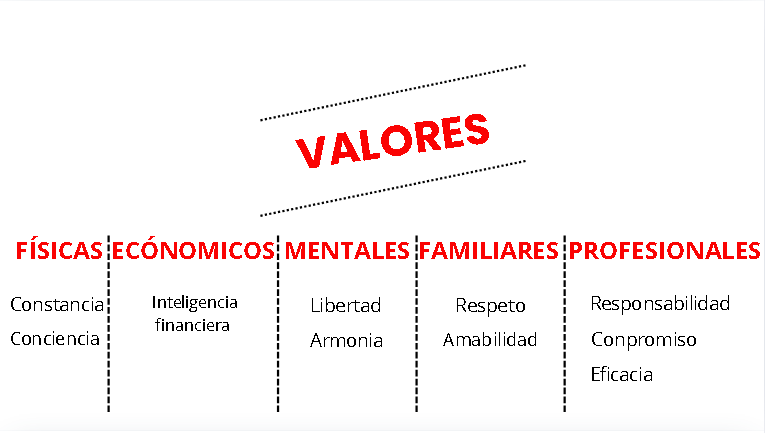 VALORES
FÍSICAS
Constancia
Conciencia
ECÓNOMICOS
Inteligencia
financiera
MENTALES
Libertad
Armonia
FAMILIARES
Respeto
Amabilidad
PROFESIONALES
Responsabilidad
Conpromiso
Eficacia